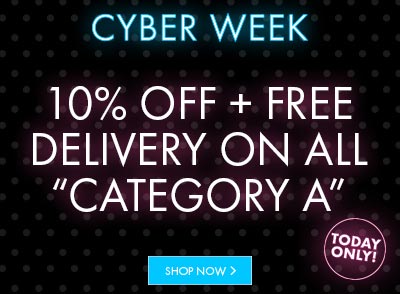 CYBER WEEK
10% OFF + FREE
DELIVERY ON ALL
“CATEGORY A”
TODAY
ONLY!
SHOP NOW >